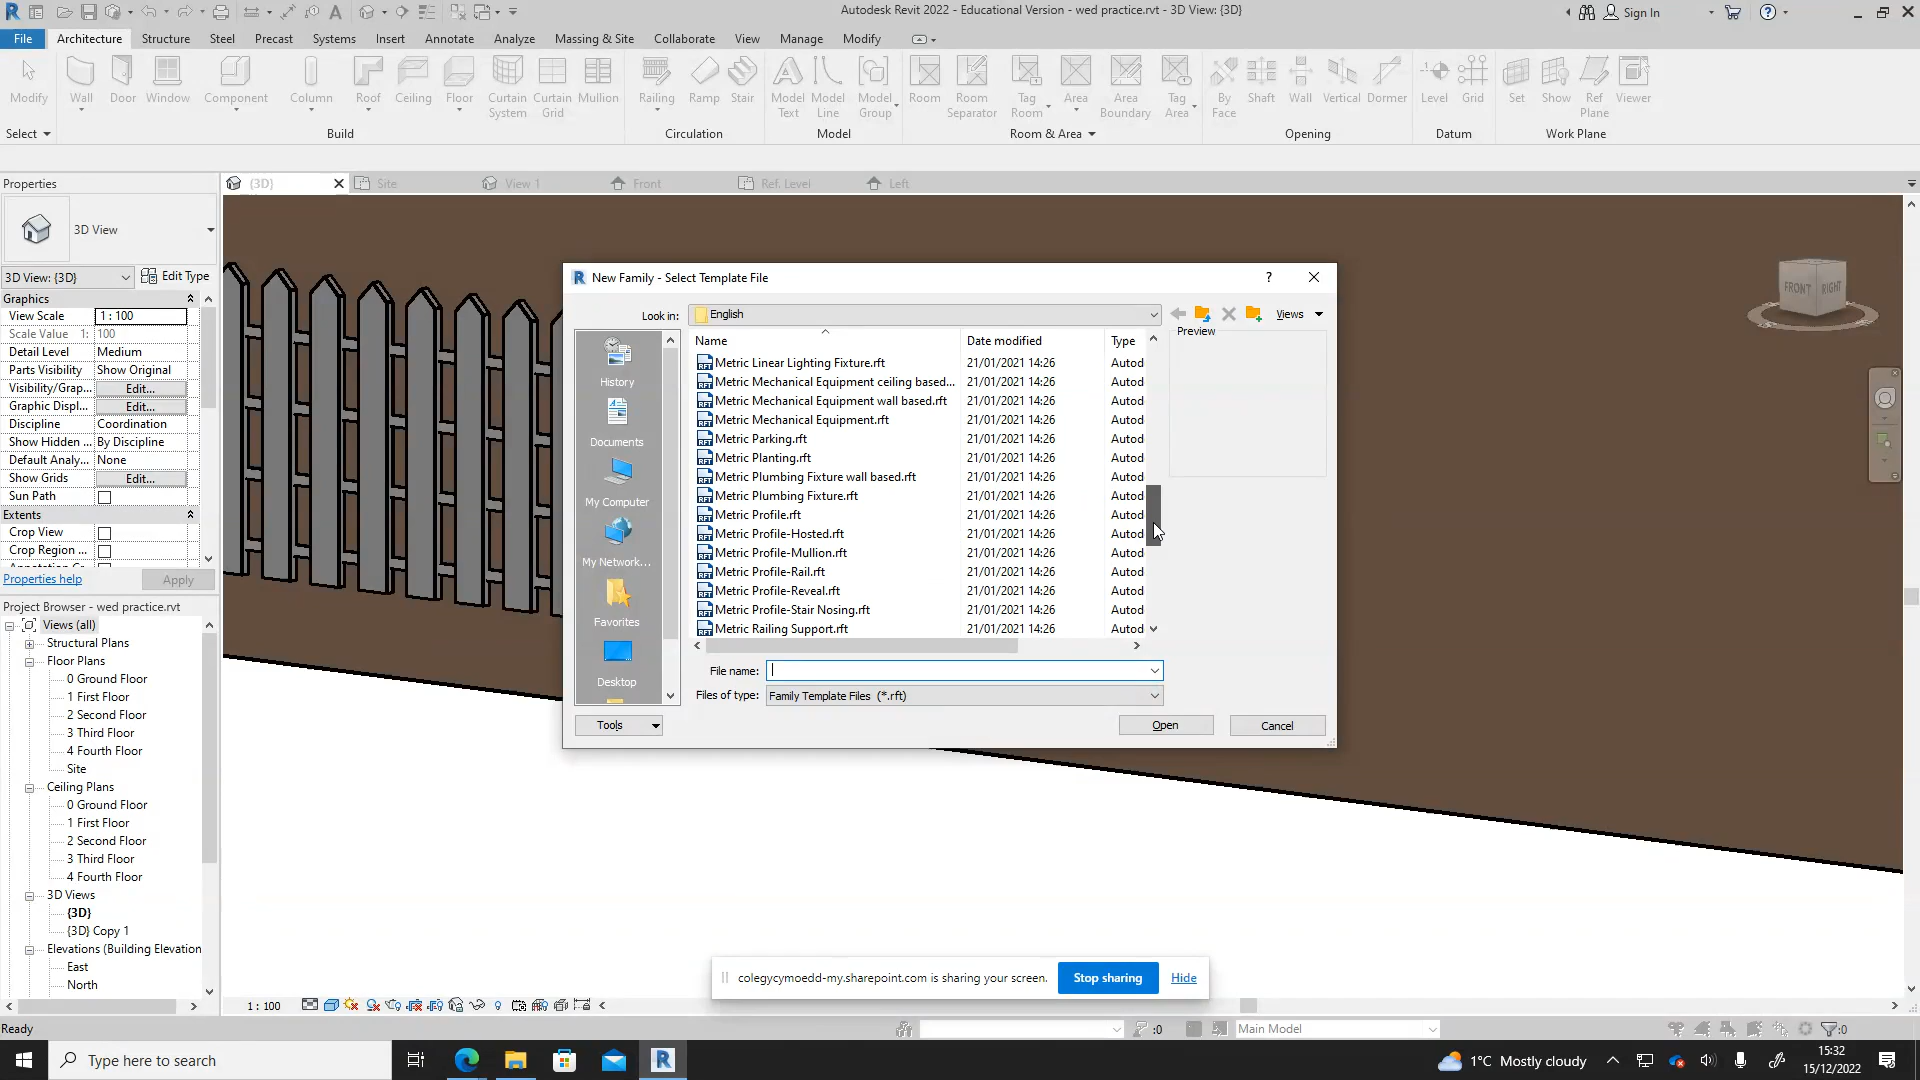 Autodesk Revit 2022 - Educational Version - wed practice.rvt - 3D View: {3D}
Sign In
File Architecture Structure Steel Precast Systems Insert Annotate Analyze Massing & Site Collaborate View Manage Modify
Modify Wall Door Window Component Column Roof Ceiling Floor Curtain System Curtain Grid Mullion Railing Ramp Stair Model Text Model Line Model Group Room Room Separator Tag Room Area Area Boundary Tag Area By Face Shaft Wall Vertical Dormer Level Grid Set Show Ref Plane Viewer
Select Build Circulation Model Room & Area Opening Datum Work Plane
Properties
{3D} Site View 1 Front Ref. Level Left
3D View
3D View: {3D} Edit Type
Graphics
View Scale 1 : 100
Scale Value 1: 100
Detail Level Medium
Parts Visibility Show Original
Visibility/Grap... Edit...
Graphic Displ... Edit...
Discipline Coordination
Show Hidden ... By Discipline
Default Analy... None
Show Grids Edit...
Sun Path
Extents
Crop View
Crop Region ...
Properties help Apply
Project Browser - wed practice.rvt
Views (all)
Structural Plans
Floor Plans
0 Ground Floor
1 First Floor
2 Second Floor
3 Third Floor
4 Fourth Floor
Site
Ceiling Plans
0 Ground Floor
1 First Floor
2 Second Floor
3 Third Floor
4 Fourth Floor
3D Views
{3D}
{3D} Copy 1
Elevations (Building Elevation
East
North
FRONT RIGHT
New Family - Select Template File
Look in: English Views
Preview
History
Documents
My Computer
My Network...
Favorites
Desktop
Name Date modified Type
Metric Linear Lighting Fixture.rft 21/01/2021 14:26 Autod
Metric Mechanical Equipment ceiling based... 21/01/2021 14:26 Autod
Metric Mechanical Equipment wall based.rft 21/01/2021 14:26 Autod
Metric Mechanical Equipment.rft 21/01/2021 14:26 Autod
Metric Parking.rft 21/01/2021 14:26 Autod
Metric Planting.rft 21/01/2021 14:26 Autod
Metric Plumbing Fixture wall based.rft 21/01/2021 14:26 Autod
Metric Plumbing Fixture.rft 21/01/2021 14:26 Autod
Metric Profile.rft 21/01/2021 14:26 Autod
Metric Profile-Hosted.rft 21/01/2021 14:26 Autod
Metric Profile-Mullion.rft 21/01/2021 14:26 Autod
Metric Profile-Rail.rft 21/01/2021 14:26 Autod
Metric Profile-Reveal.rft 21/01/2021 14:26 Autod
Metric Profile-Stair Nosing.rft 21/01/2021 14:26 Autod
Metric Railing Support.rft 21/01/2021 14:26 Autod
File name:
Files of type: Family Template Files (*.rft)
Tools Open Cancel
colegycymoedd-my.sharepoint.com is sharing your screen. Stop sharing Hide
1 : 100
Ready :0 Main Model :0
Type here to search
1°C Mostly cloudy
15:32
15/12/2022